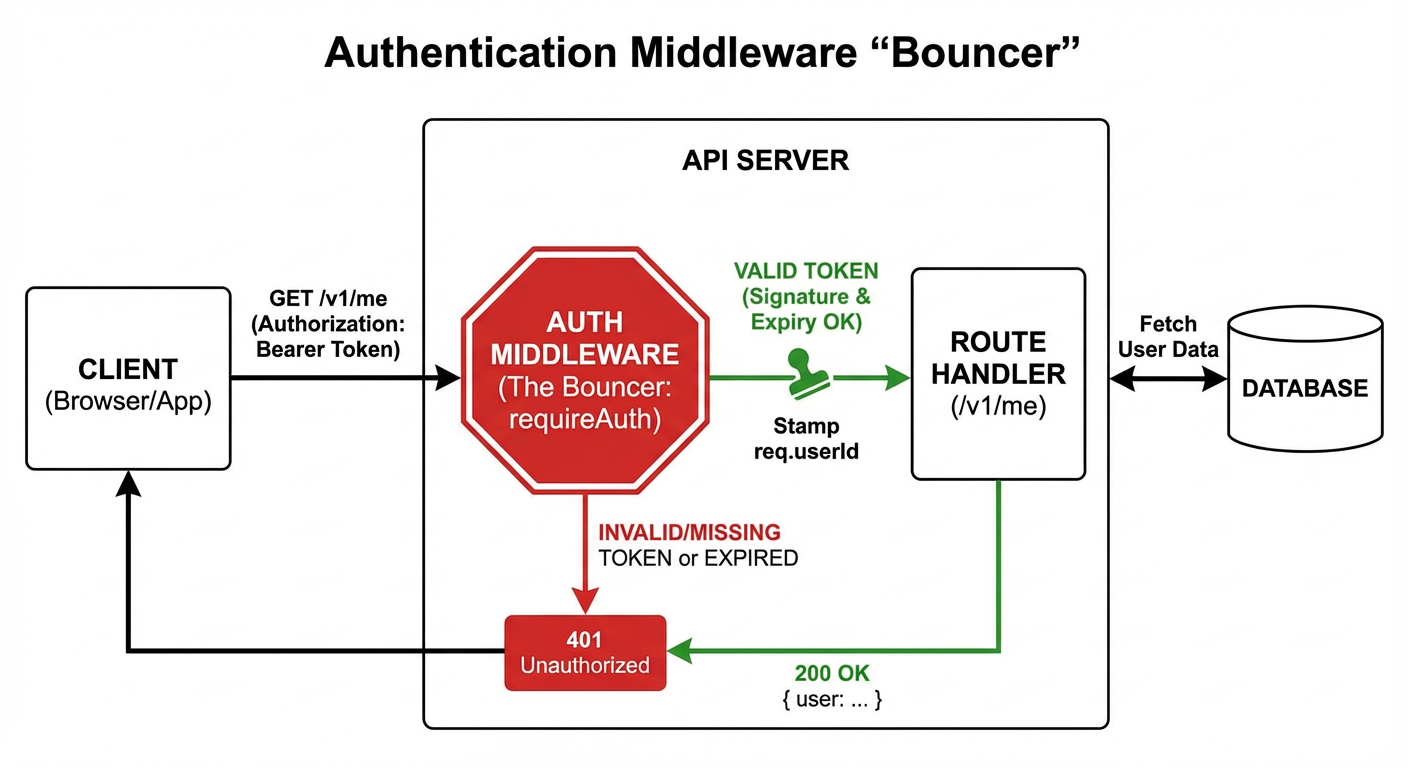 Authentication Middleware “Bouncer”
API SERVER
CLIENT
(Browser/App)
GET /v1/me
(Authorization:
Bearer Token)
AUTH
MIDDLEWARE
(The Bouncer:
requireAuth)
VALID TOKEN
(Signature &
Expiry OK)
Stamp
req.userId
ROUTE
HANDLER
(/v1/me)
Fetch
User Data
DATABASE
INVALID/MISSING
TOKEN or EXPIRED
401
Unauthorized
200 OK
{ user: ... }